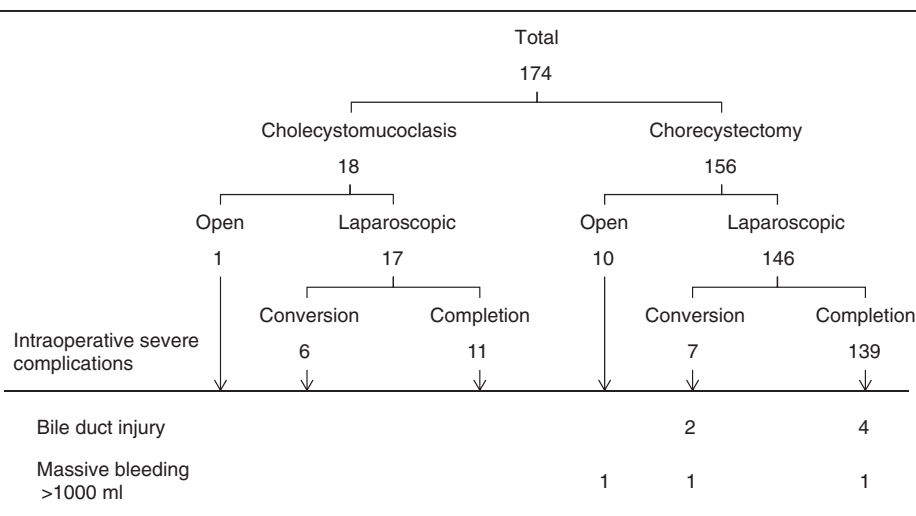 Total
174
Cholecystomucoclasis Chorecystectomy
18 156
Open Laparoscopic Open Laparoscopic
1 17 10 146
Conversion Completion Conversion Completion
Intraoperative severe
complications
6 11 7 139
Bile duct injury 2 4
Massive bleeding
>1000 ml
1 1 1